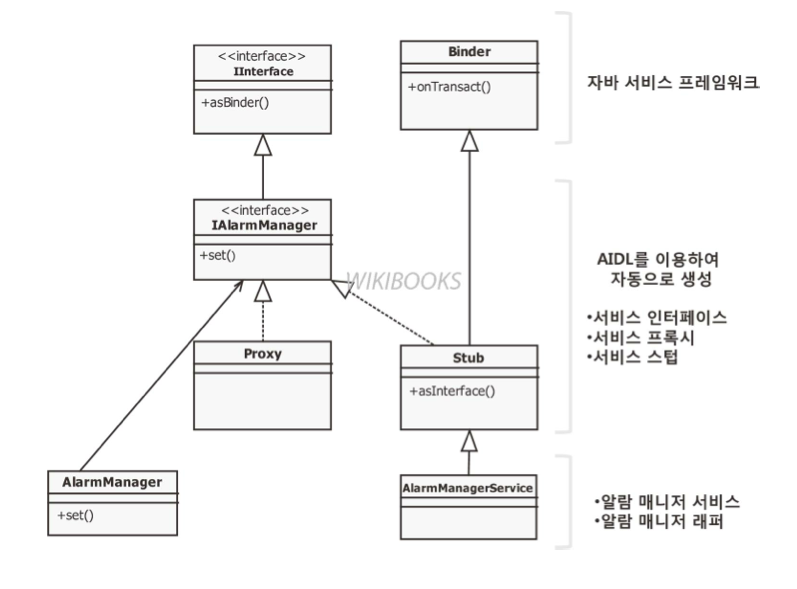 <<interface>>
IInterface
+asBinder()
Binder
+onTransact()
자바 서비스 프레임워크
<<interface>>
IAlarmManager
+set()
WIKIBOOKS
AIDL를 이용하여
자동으로 생성
•서비스 인터페이스
•서비스 프록시
•서비스 스텁
Proxy
Stub
+asInterface()
AlarmManager
+set()
AlarmManagerService
•알람 매니저 서비스
•알람 매니저 래퍼